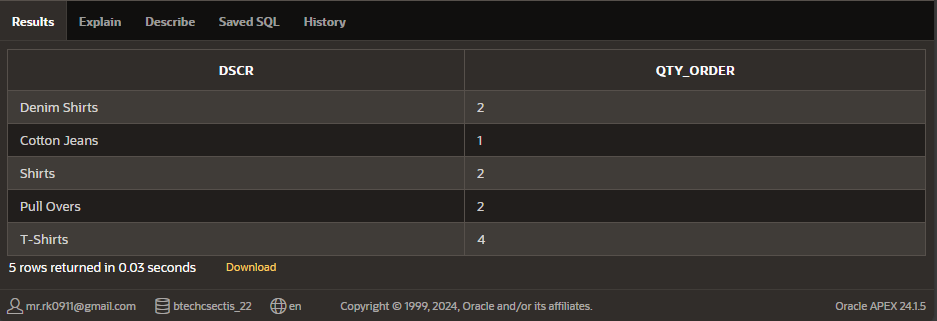 Results Explain Describe Saved SQL History
DSCR QTY_ORDER
Denim Shirts 2
Cotton Jeans 1
Shirts 2
Pull Overs 2
T-Shirts 4
5 rows returned in 0.03 seconds Download
mr.rk0911@gmail.com btechcsectis_22 en Copyright © 1999, 2024, Oracle and/or its affiliates. Oracle APEX 24.1.5